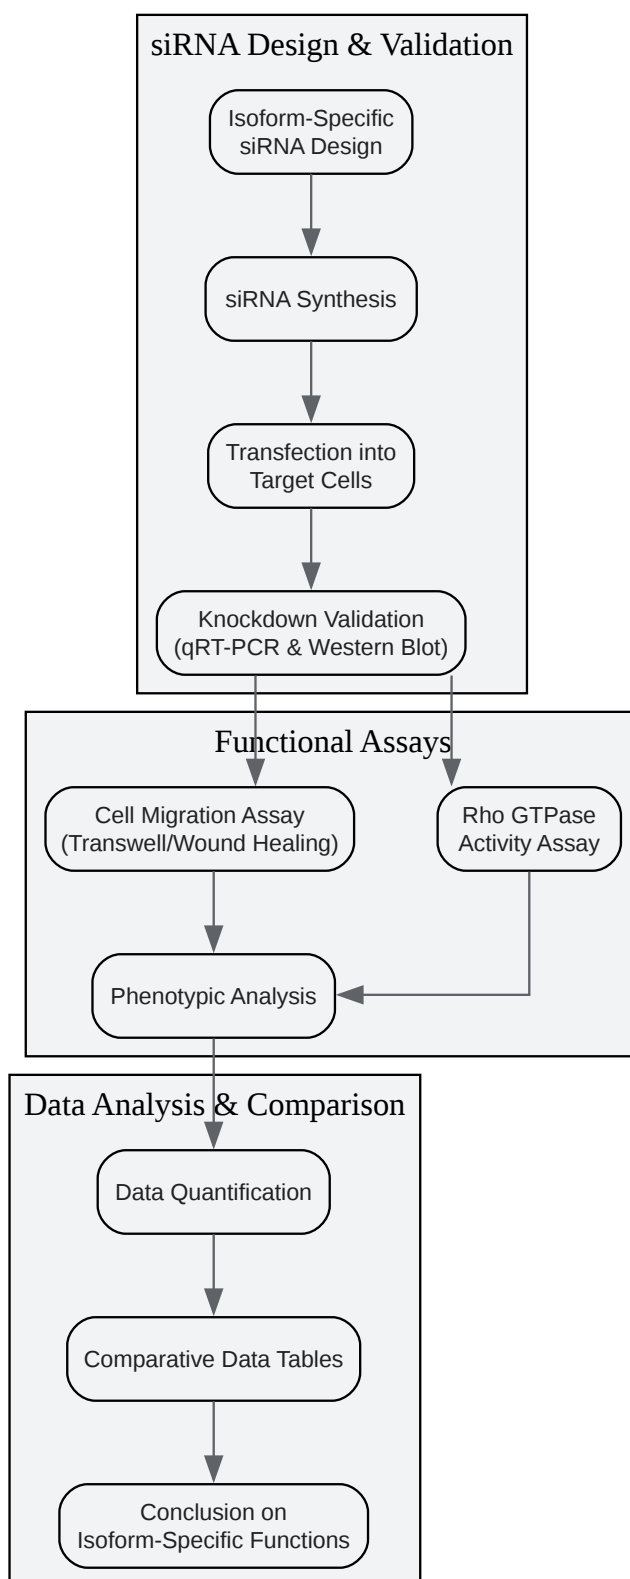 siRNA Design & Validation
Isoform-Specific
siRNA Design
siRNA Synthesis
Transfection into
Target Cells
Knockdown Validation
(qRT-PCR & Western Blot)
Functional Assays
Cell Migration Assay
(Transwell/Wound Healing)
Rho GTPase
Activity Assay
Phenotypic Analysis
Data Analysis & Comparison
Data Quantification
Comparative Data Tables
Conclusion on
Isoform-Specific Functions